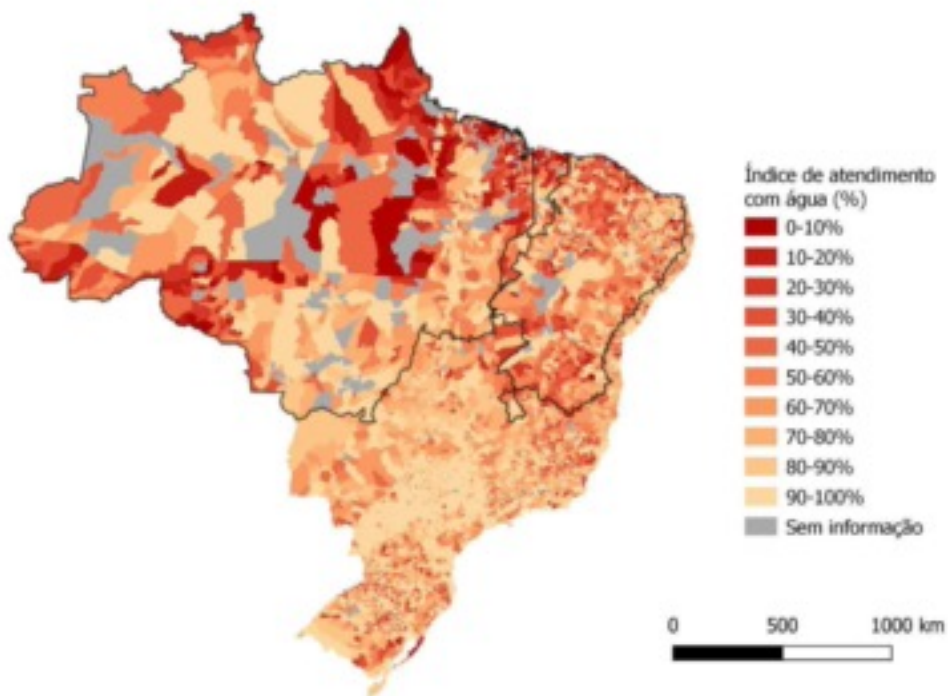 Índice de atendimento
com água (%)
0-10%
10-20%
20-30%
30-40%
40-50%
50-60%
60-70%
70-80%
80-90%
90-100%
Sem informação
0 500 1000 km